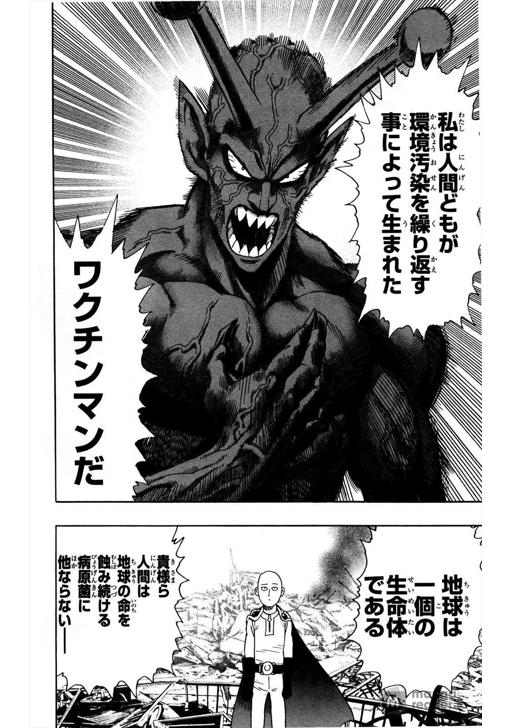 私は人間どもが
環境汚染を繰り返す
事によって生まれた
ワクチンマンだ
地球は
一個の
生命体
である
貴様ら
人間は
地球の命を
蝕み続ける
病原菌に
他ならない―